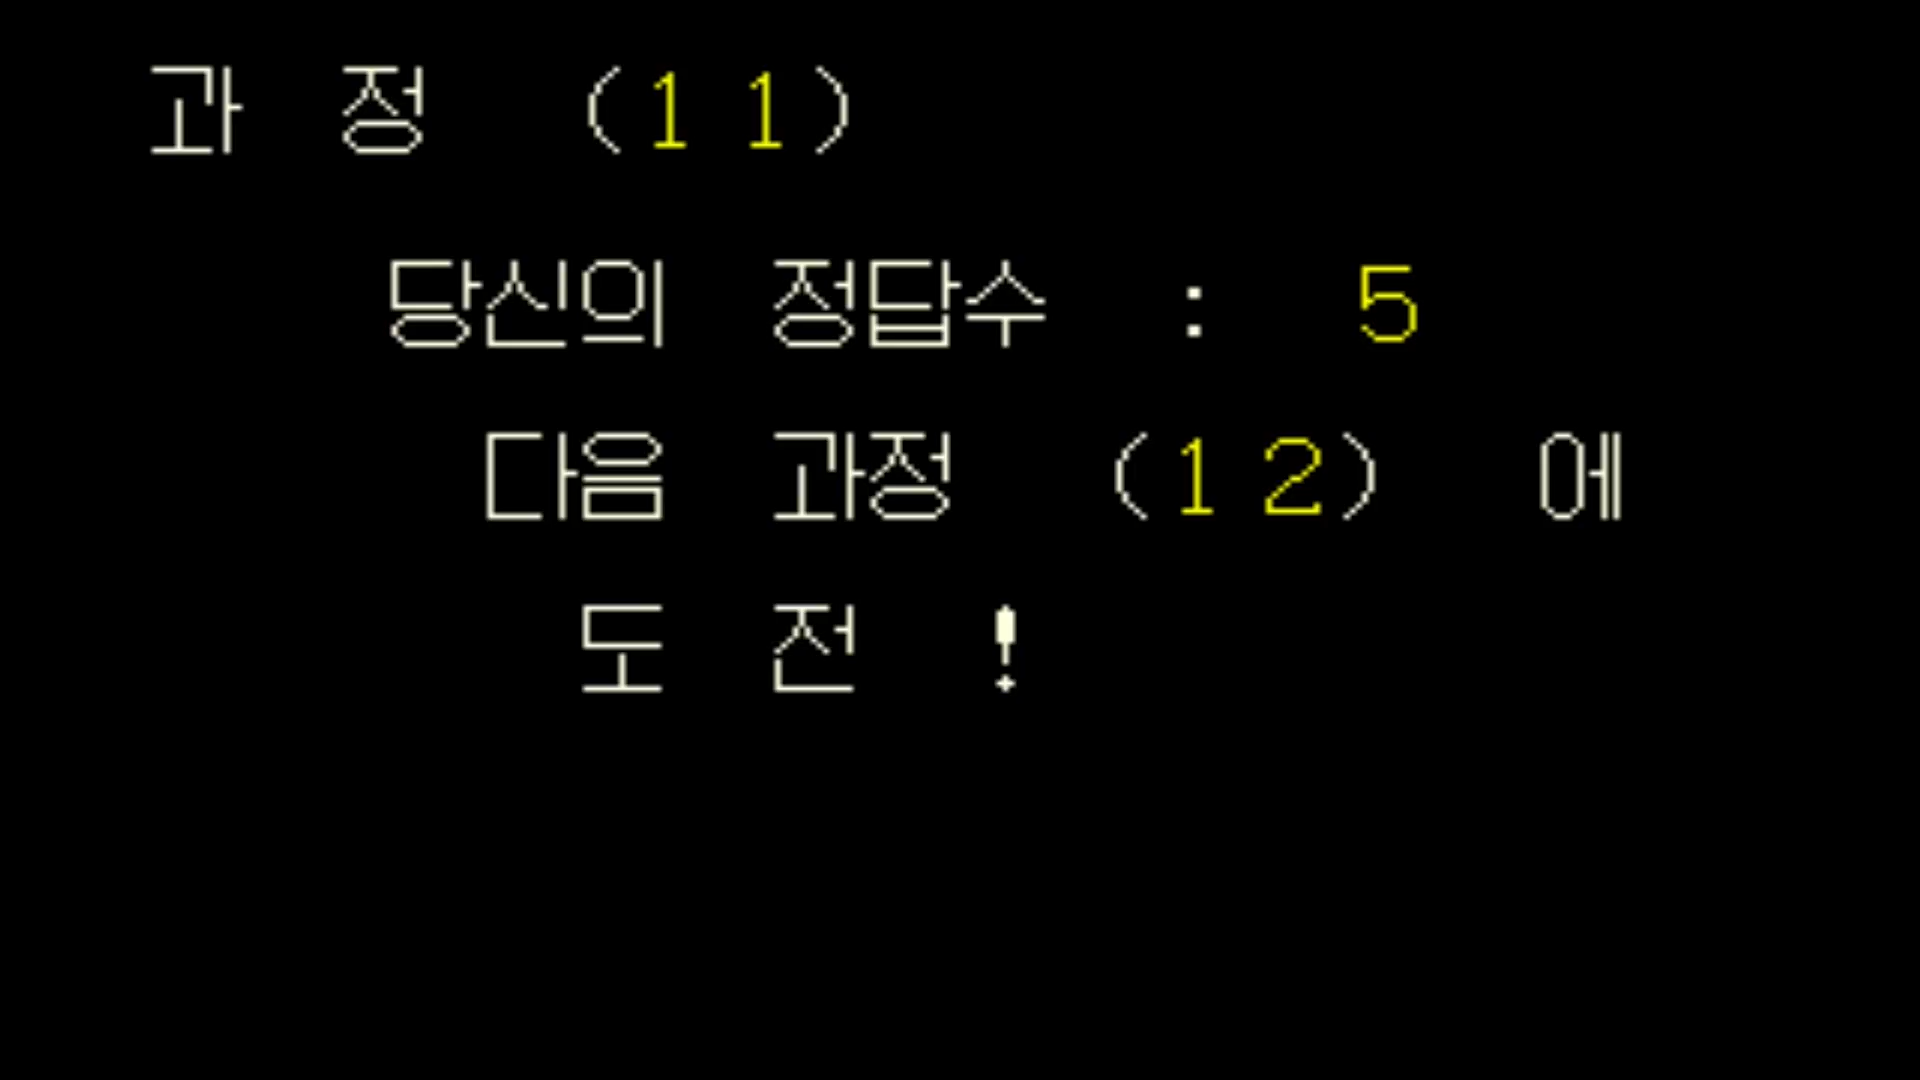 과 정 (11)
당신의 정답수 : 5
다음 과정 (12) 에
도 전 !